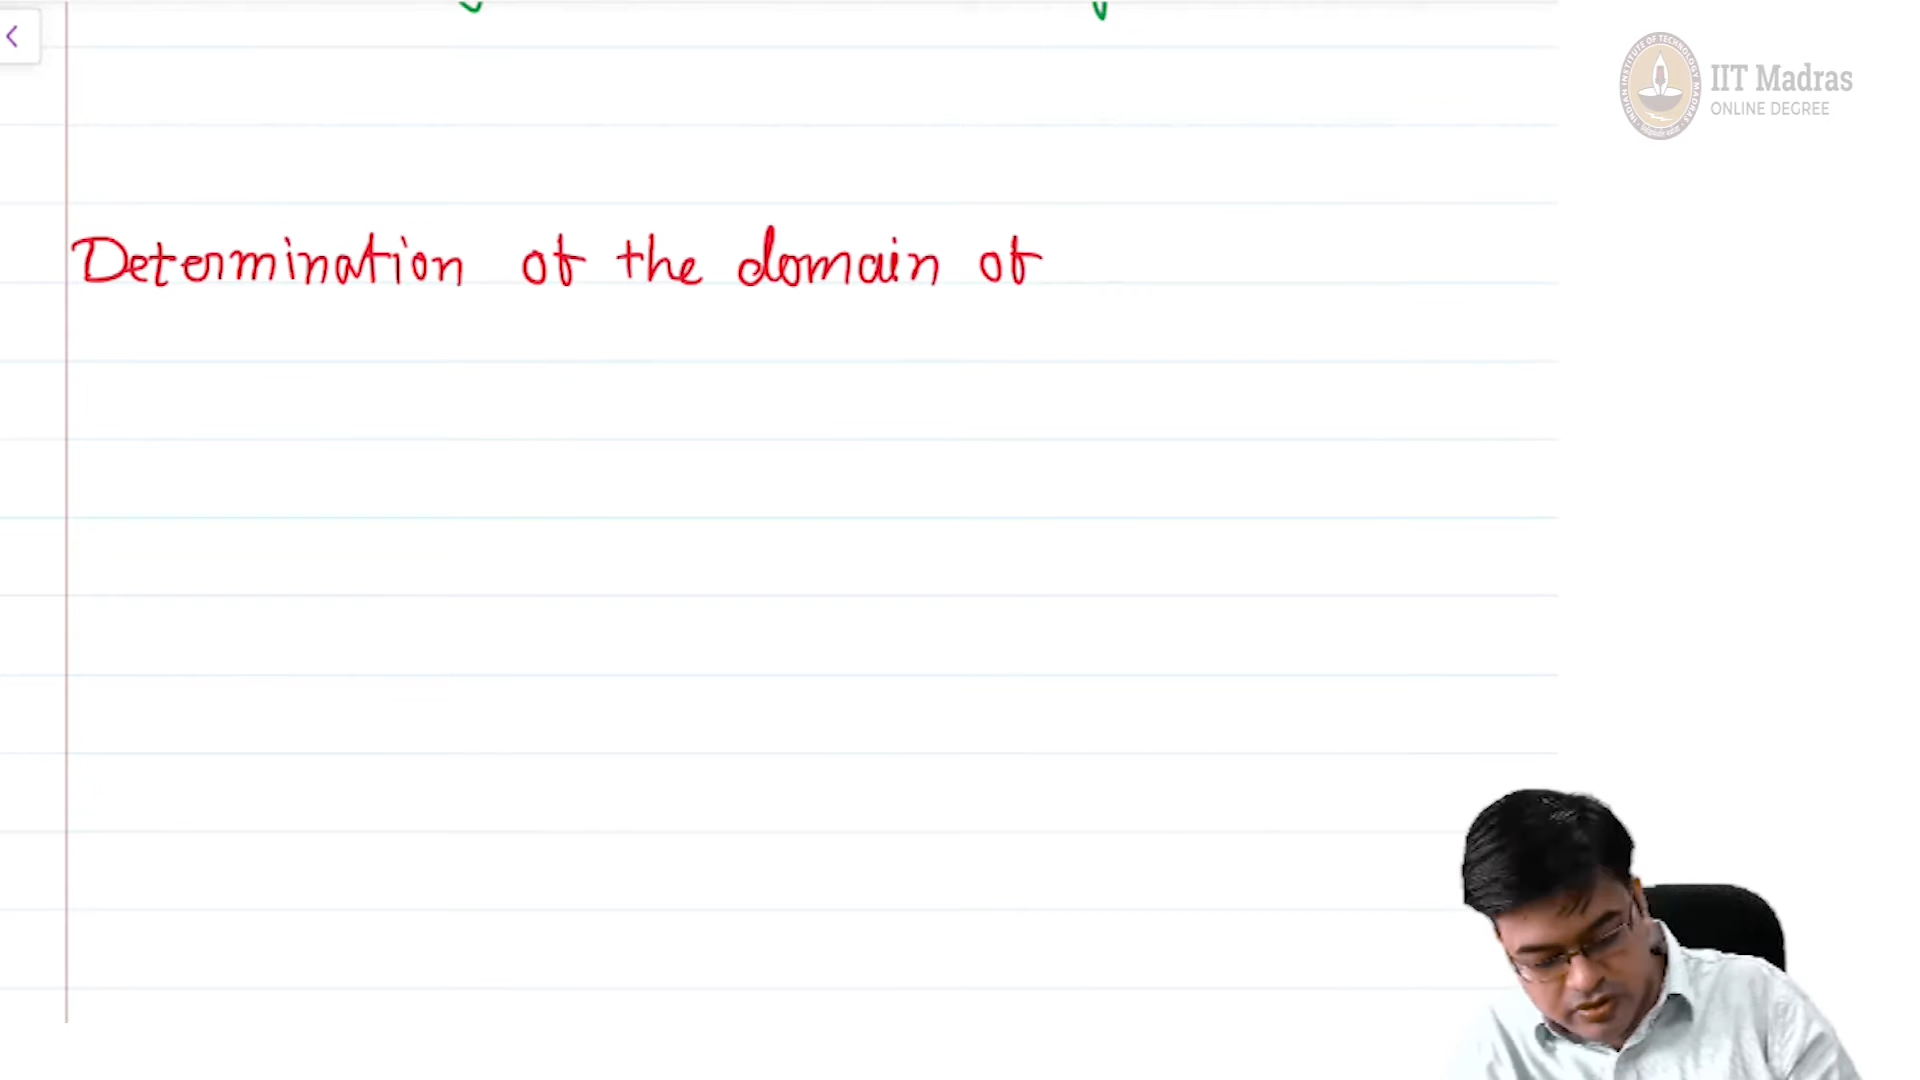 IIT Madras
ONLINE DEGREE
Determination of the domain of